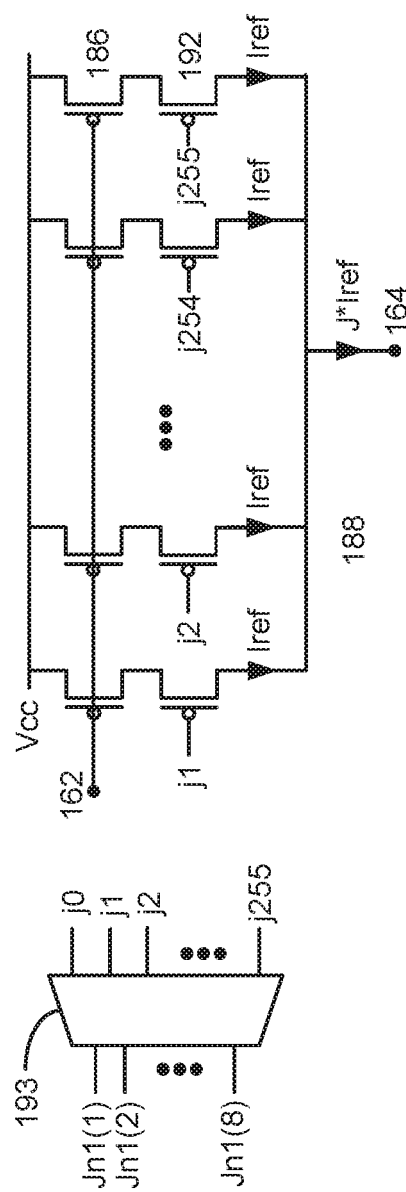 193
Jn1(1)
Jn1(2)
Jn1(8)
j0
j1
j2
j255
Vcc
162
186
192
j1
j2
j254
j255
Iref
Iref
Iref
Iref
188
J*Iref
164